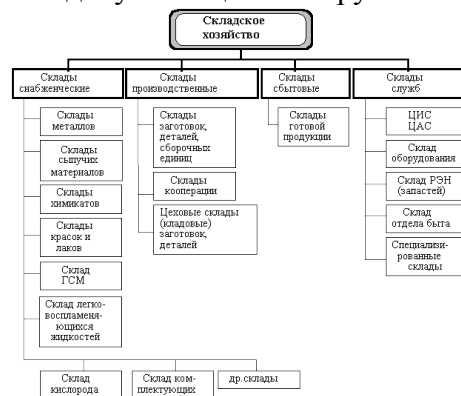 Складское
хозяйство
Склады
снабженческие
Склады
производственные
Склады
сбытовые
Склады
служб
Склады
металлов
Склады
сыпучих
материалов
Склады
химикатов
Склады
красок и
лаков
Склад
ГСМ
Склад легко-
воспламеня-
ющихся
жидкостей
Склад
кислорода
Склад ком-
плектующих
др.склады
Склады
заготовок,
деталей,
сборочных
единиц
Склады
кооперации
Цеховые склады
(кладовые)
заготовок,
деталей
Склады
готовой
продукции
ЦИС
ЦАС
Склад
оборудования
Склад РЭН
(запастей)
Склад
отдела быта
Специализи-
рованные
склады